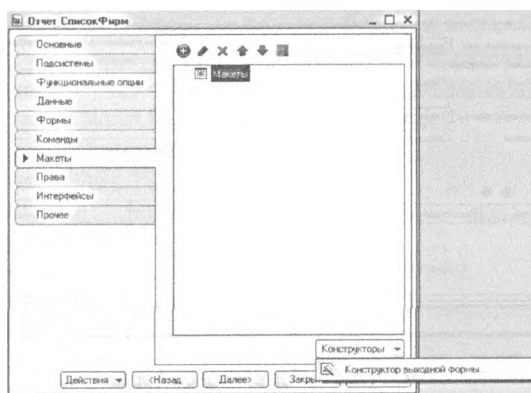 Отчет СписокФирм
Основные
Подсистемы
Функциональные опции
Данные
Формы
Команды
Макеты
Права
Интерфейсы
Прочее
Макеты
Конструкторы
Конструктор выходной формы
Действия
<Назад
Далее>